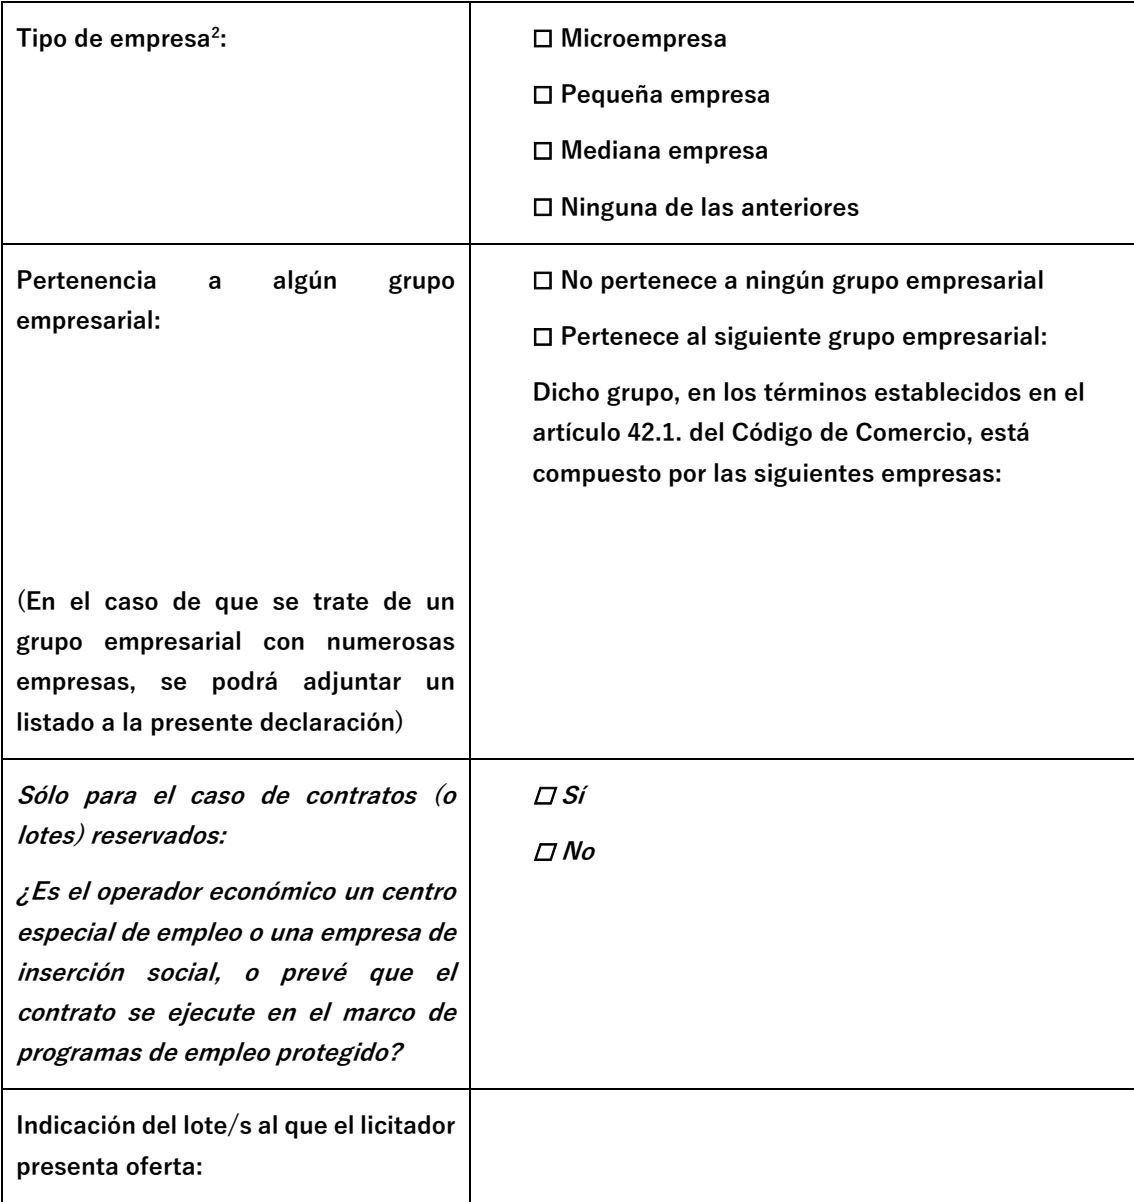 Tipo de empresa²:
☐ Microempresa
☐ Pequeña empresa
☐ Mediana empresa
☐ Ninguna de las anteriores
Pertenencia a algún grupo
empresarial:
(En el caso de que se trate de un
grupo empresarial con numerosas
empresas, se podrá adjuntar un
listado a la presente declaración)
☐ No pertenece a ningún grupo empresarial
☐ Pertenece al siguiente grupo empresarial:
Dicho grupo, en los términos establecidos en el
artículo 42.1. del Código de Comercio, está
compuesto por las siguientes empresas:
Sólo para el caso de contratos (o
lotes) reservados:
¿Es el operador económico un centro
especial de empleo o una empresa de
inserción social, o prevé que el
contrato se ejecute en el marco de
programas de empleo protegido?
☐ Sí
☐ No
Indicación del lote/s al que el licitador
presenta oferta: